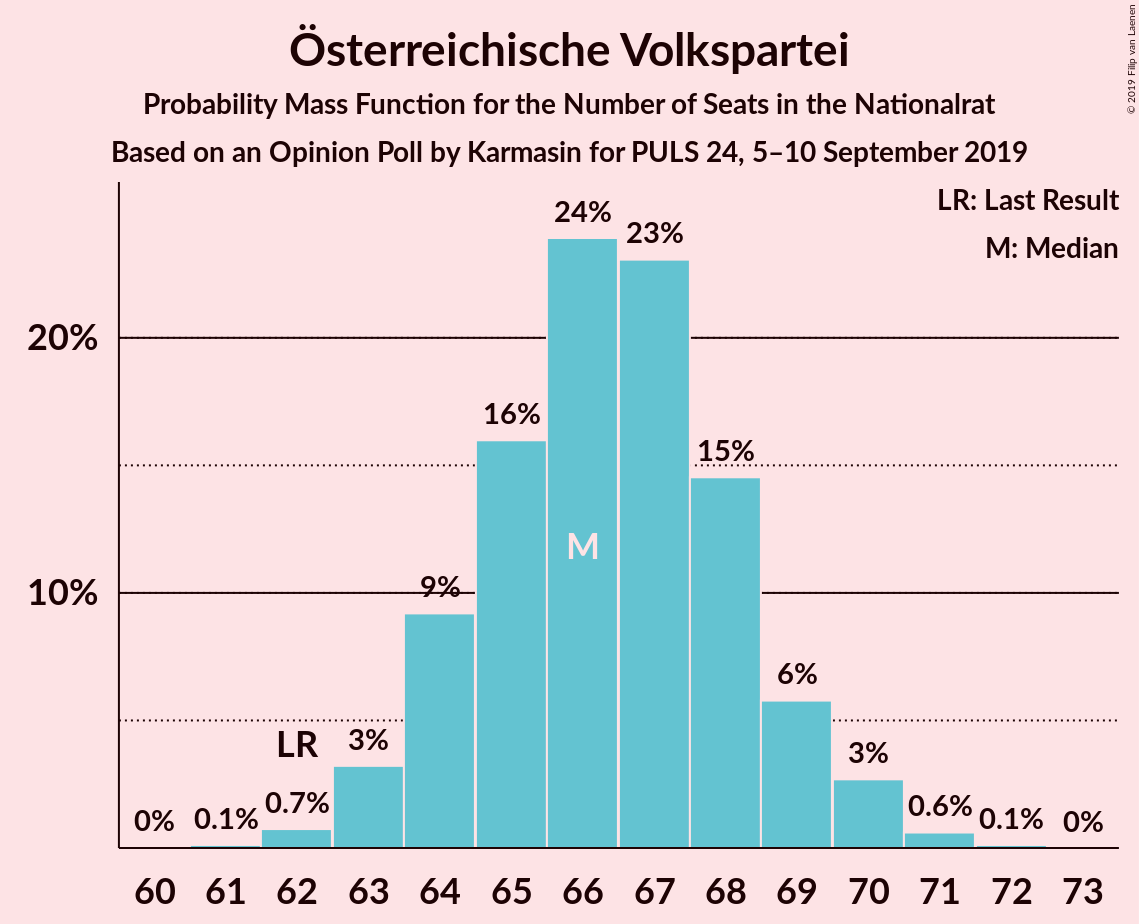 Österreichische Volkspartei
Probability Mass Function for the Number of Seats in the Nationalrat
Based on an Opinion Poll by Karmasin for PULS 24, 5–10 September 2019
© 2019 Filip van Laenen
LR: Last Result
M: Median
20%
10%
0%
0.1%
0.7%
LR
3%
9%
16%
24%
M
23%
15%
6%
3%
0.6%
0.1%
0%
60 61 62 63 64 65 66 67 68 69 70 71 72 73